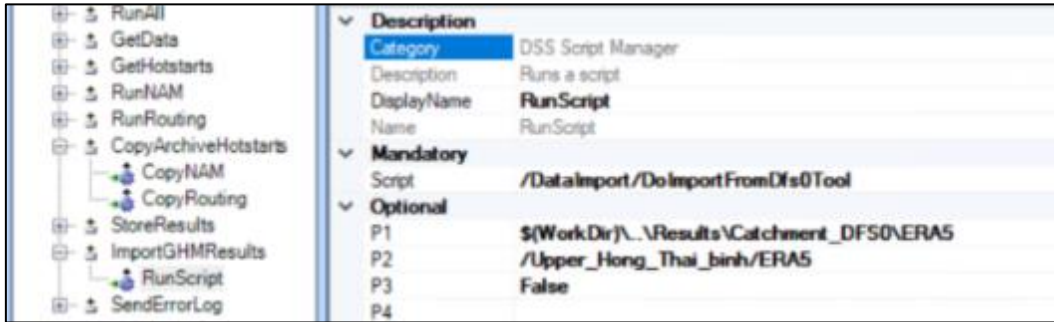 RunAll
GetData
GetHotstarts
RunNAM
RunRouting
CopyArchiveHotstarts
CopyNAM
CopyRouting
StoreResults
ImportGHMResults
RunScript
SendErrorLog
Description
Category DSS Script Manager
Description Runs a script
DisplayName RunScript
Name RunScript
Mandatory
Script /DataImport/DoImportFromDfs0Tool
Optional
P1 $(WorkDir)\..\Results\Catchment_DFS0\ERA5
P2 /Upper_Hong_Thai_binh/ERA5
P3 False
P4